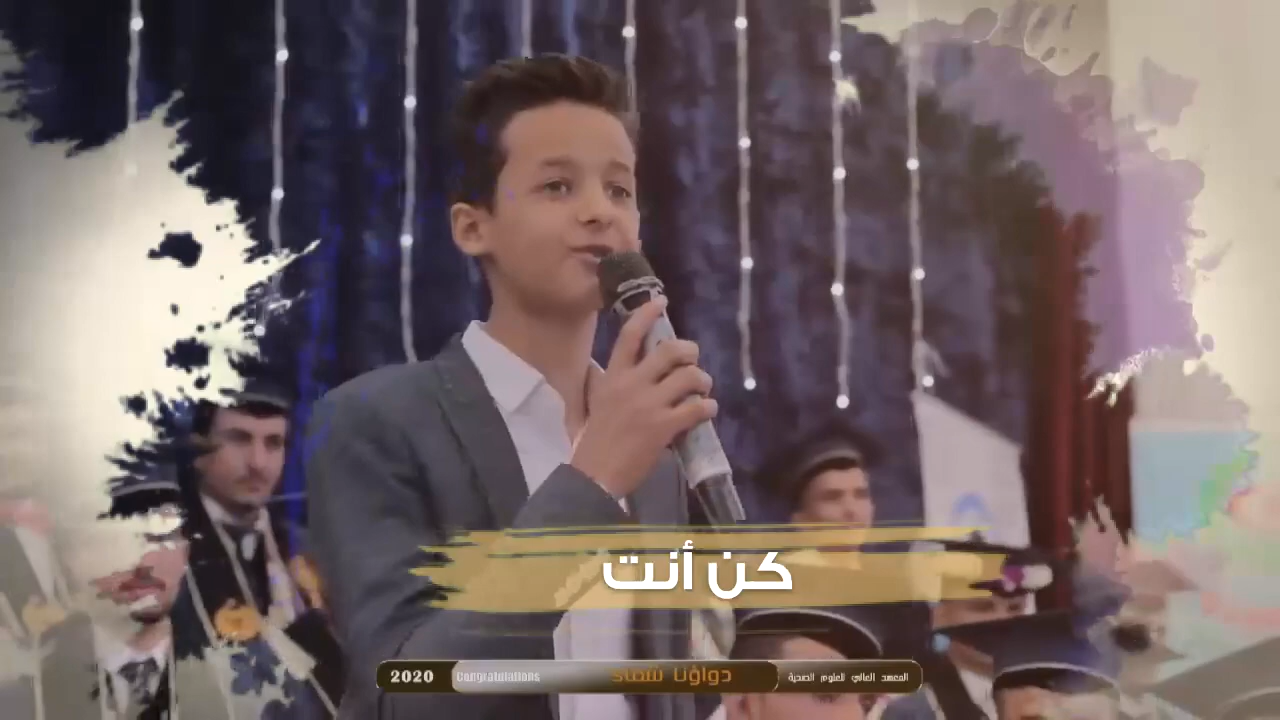 كن أنت
2020 Congratulations دواؤنا شفاء المعهد العالي للعلوم الصحية